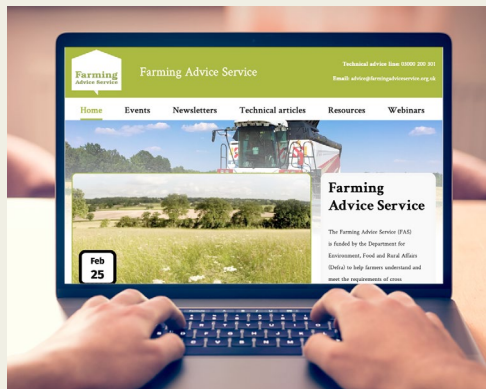 Farming
Advice Service
Farming Advice Service
Technical advice line: 03000 200 301
Email: advice@farmingadviceservice.org.uk
Home Events Newsletters Technical articles Resources Webinars
Feb
25
Farming
Advice Service
The Farming Advice Service (FAS)
is funded by the Department for
Environment, Food and Rural Affairs
(Defra) to help farmers understand and
meet the requirements of cross